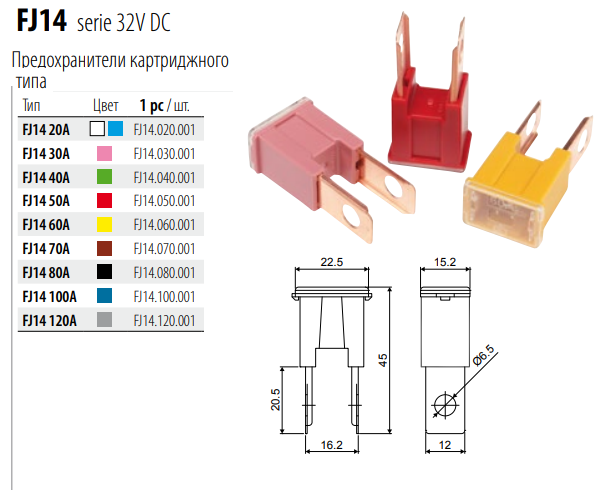 FJ14 serie 32V DC
Предохранители картриджного
типа
Тип Цвет 1 pc / шт.
FJ14 20A FJ14.020.001
FJ14 30A FJ14.030.001
FJ14 40A FJ14.040.001
FJ14 50A FJ14.050.001
FJ14 60A FJ14.060.001
FJ14 70A FJ14.070.001
FJ14 80A FJ14.080.001
FJ14 100A FJ14.100.001
FJ14 120A FJ14.120.001
22.5
15.2
45
20.5
Ø6.5
16.2
12